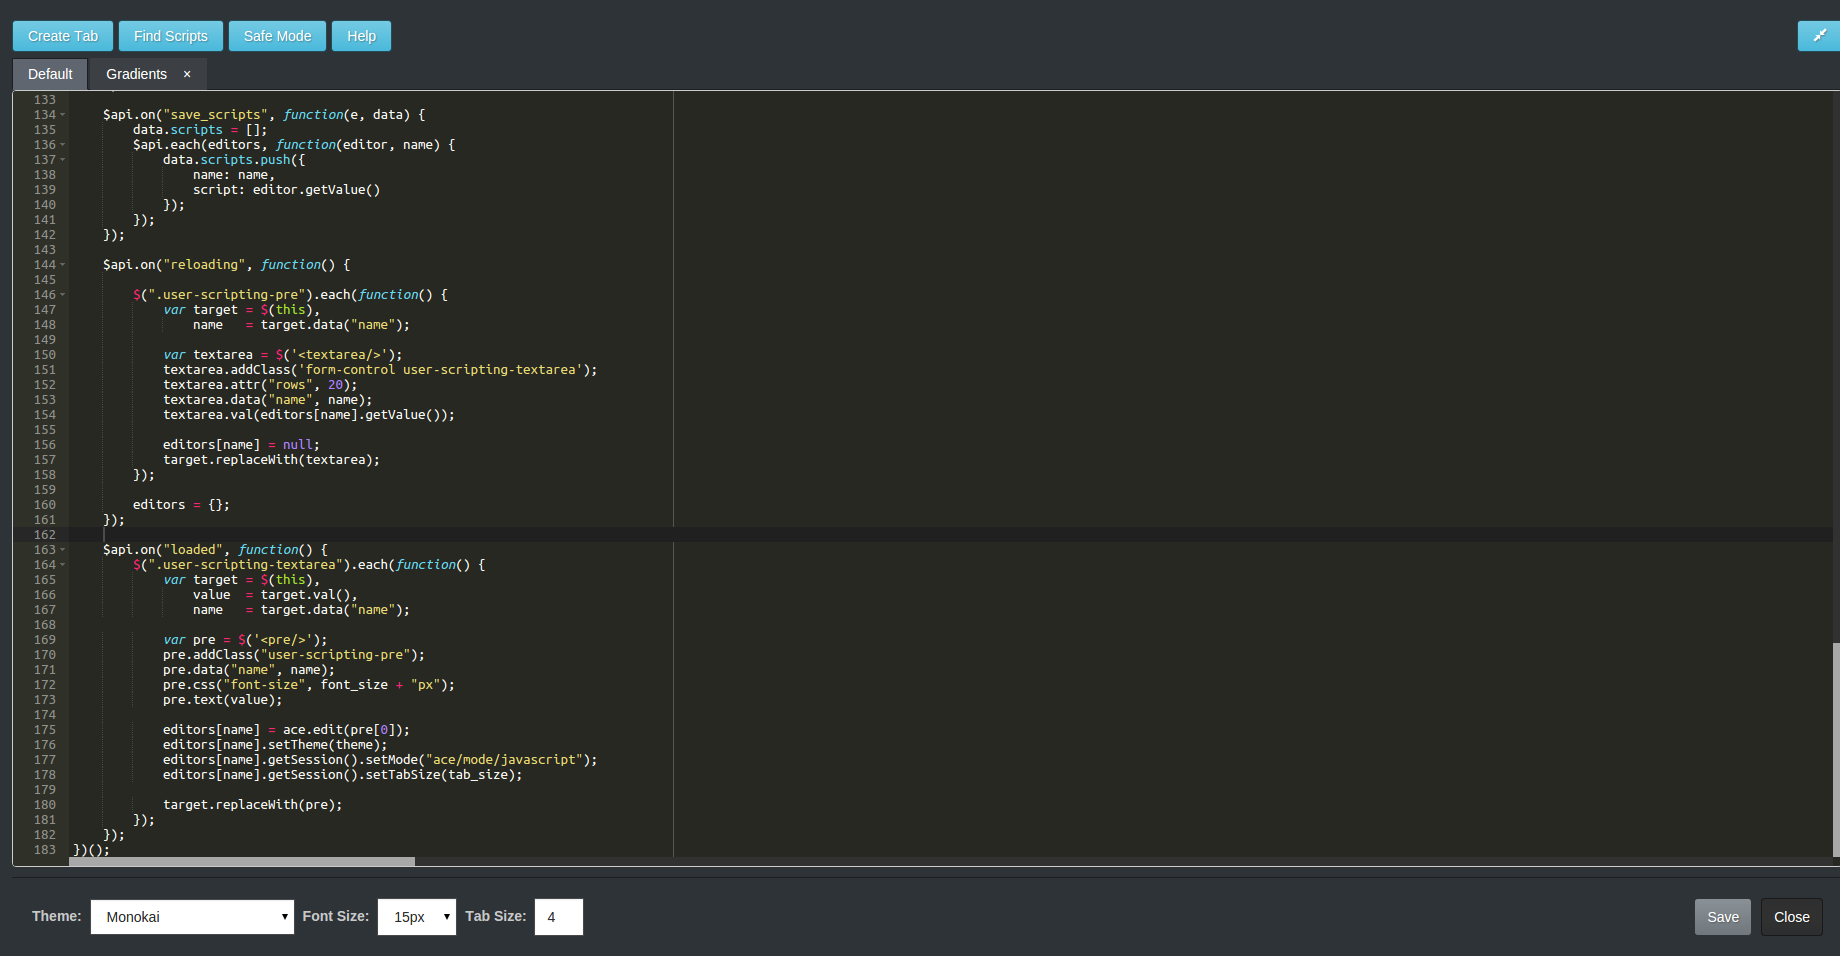 Create Tab Find Scripts Safe Mode Help
Default Gradients ×
133
134 $api.on("save_scripts", function(e, data) {
135 data.scripts = [];
136 $api.each(editors, function(editor, name) {
137 data.scripts.push({
138 name: name,
139 script: editor.getValue()
140 });
141 });
142 });
143
144 $api.on("reloading", function() {
145
146 $(".user-scripting-pre").each(function() {
147 var target = $(this),
148 name   = target.data("name");
149
150 var textarea = $('<textarea/>');
151 textarea.addClass('form-control user-scripting-textarea');
152 textarea.attr("rows", 20);
153 textarea.data("name", name);
154 textarea.val(editors[name].getValue());
155
156 editors[name] = null;
157 target.replaceWith(textarea);
158 });
159
160 editors = {};
161 });
162
163 $api.on("loaded", function() {
164 $(".user-scripting-textarea").each(function() {
165 var target = $(this),
166 value  = target.val(),
167 name   = target.data("name");
168
169 var pre = $('<pre/>');
170 pre.addClass("user-scripting-pre");
171 pre.data("name", name);
172 pre.css("font-size", font_size + "px");
173 pre.text(value);
174
175 editors[name] = ace.edit(pre[0]);
176 editors[name].setTheme(theme);
177 editors[name].getSession().setMode("ace/mode/javascript");
178 editors[name].getSession().setTabSize(tab_size);
179
180 target.replaceWith(pre);
181 });
182 });
183 })();
Theme: Monokai Font Size: 15px Tab Size: 4 Save Close